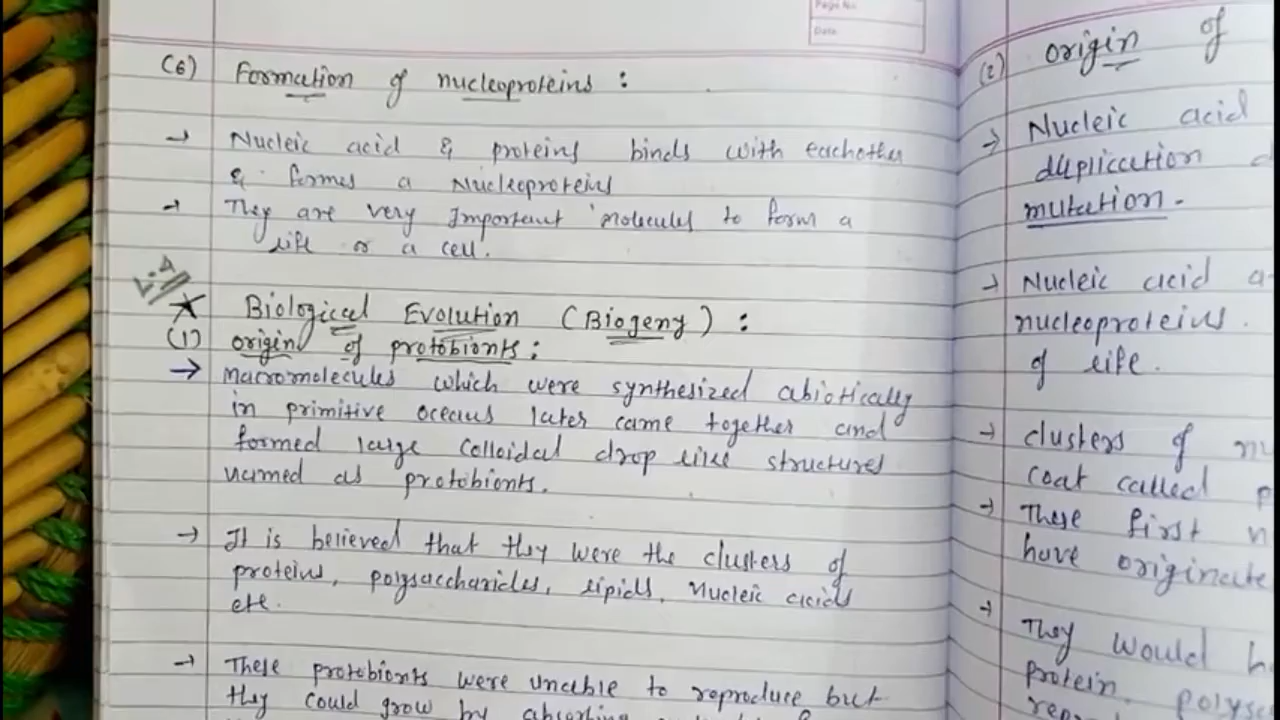 Page No.
Date
(6) Formation of nucleoproteins :
→ Nucleic acid & proteins binds with eachother
& formes a Nucleoproteins
→ They are very Important molecules to form a
life or a cell.
L.A
★ Biological Evolution (Biogeny) :
(1) origin of protobionts :
→ Macromolecules which were synthesized abiotically
in primitive oceans later came together and
formed large Colloidal drop like structures
named as protobionts.
→ It is believed that they were the clusters of
proteins, polysaccharides, lipids, Nucleic acids
etc.
→ These protobionts were unable to reproduce but
they could grow by absorbing
(2) origin of
→ Nucleic acid
duplication
mutation.
→ Nucleic acid
nucleoproteins.
of life.
→ clusters of
coat called
→ These first
have originate
→ They would
protein